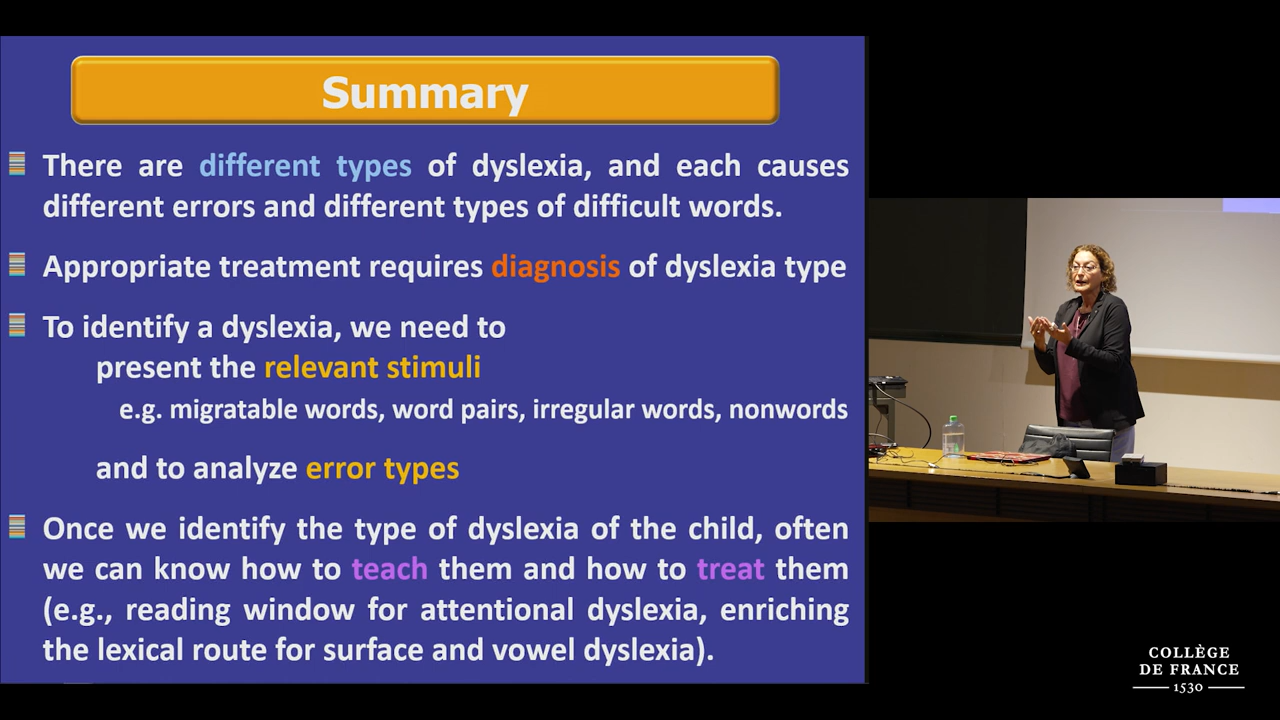 Summary
There are different types of dyslexia, and each causes
different errors and different types of difficult words.
Appropriate treatment requires diagnosis of dyslexia type
To identify a dyslexia, we need to
present the relevant stimuli
e.g. migratable words, word pairs, irregular words, nonwords
and to analyze error types
Once we identify the type of dyslexia of the child, often
we can know how to teach them and how to treat them
(e.g., reading window for attentional dyslexia, enriching
the lexical route for surface and vowel dyslexia).
COLLÈGE
DE FRANCE
1530